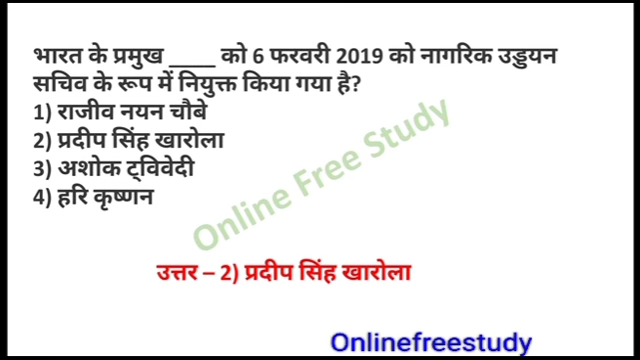 भारत के प्रमुख ____ को 6 फरवरी 2019 को नागरिक उड्डयन
सचिव के रूप में नियुक्त किया गया है?
1) राजीव नयन चौबे
2) प्रदीप सिंह खारोला
3) अशोक ट्विवेदी
4) हरि कृष्णन
Online Free Study
उत्तर – 2) प्रदीप सिंह खारोला
Onlinefreestudy